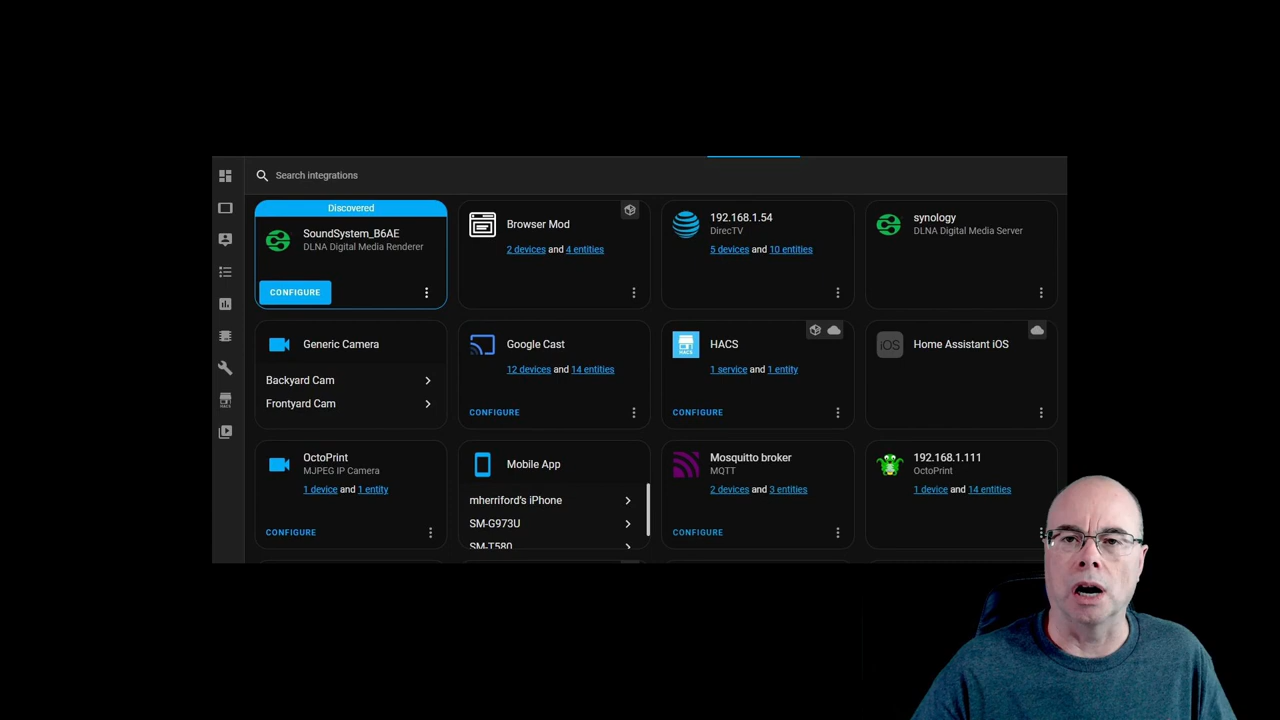 Search integrations
Discovered
SoundSystem_B6AE
DLNA Digital Media Renderer
CONFIGURE
Browser Mod
2 devices and 4 entities
192.168.1.54
DirecTV
5 devices and 10 entities
synology
DLNA Digital Media Server
Generic Camera
Backyard Cam
Frontyard Cam
Google Cast
12 devices and 14 entities
CONFIGURE
HACS
HACS
1 service and 1 entity
CONFIGURE
iOS
Home Assistant iOS
OctoPrint
MJPEG IP Camera
1 device and 1 entity
CONFIGURE
Mobile App
mherriford's iPhone
SM-G973U
SM-T580
Mosquitto broker
MQTT
2 devices and 3 entities
CONFIGURE
192.168.1.111
OctoPrint
1 device and 14 entities
HACS